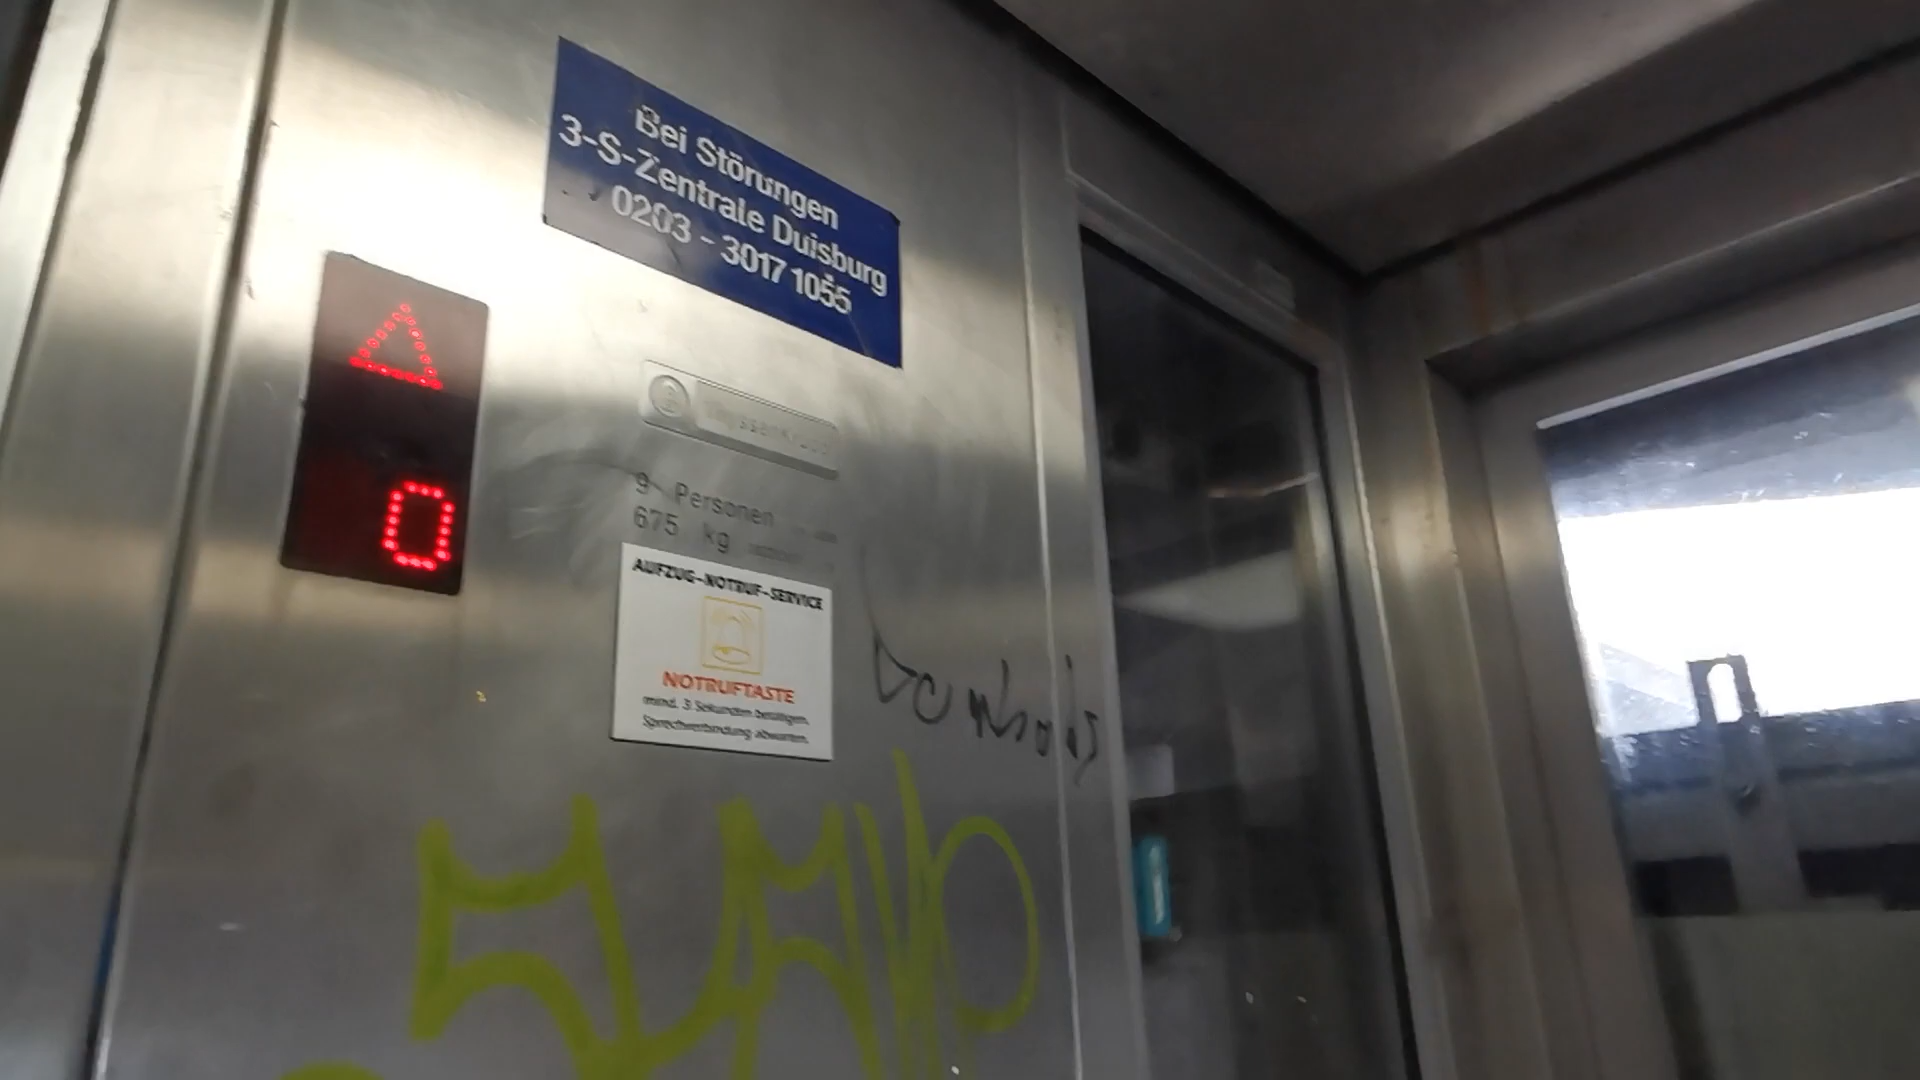 Bei Störungen
3-S-Zentrale Duisburg
0203 - 3017 1055
ThyssenKrupp
9 Personen
675 kg
0
AUFZUG-NOTRUF-SERVICE
NOTRUFTASTE
mind. 3 Sekunden betätigen.
Sprechverbindung abwarten.